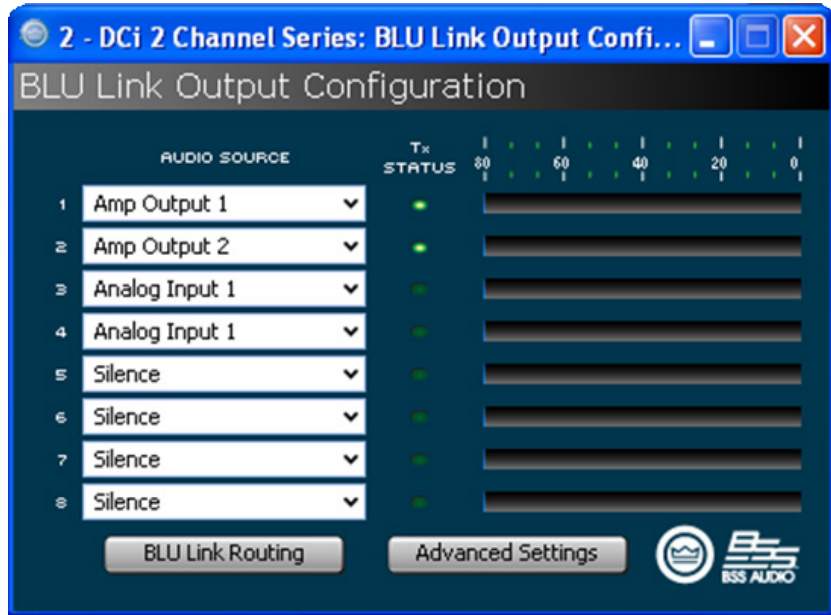 2 - DCi 2 Channel Series: BLU Link Output Confi...
BLU Link Output Configuration
AUDIO SOURCE
Tx
STATUS
80 60 40 20 0
1 Amp Output 1
2 Amp Output 2
3 Analog Input 1
4 Analog Input 1
5 Silence
6 Silence
7 Silence
8 Silence
BLU Link Routing
Advanced Settings
BSS
BSS AUDIO